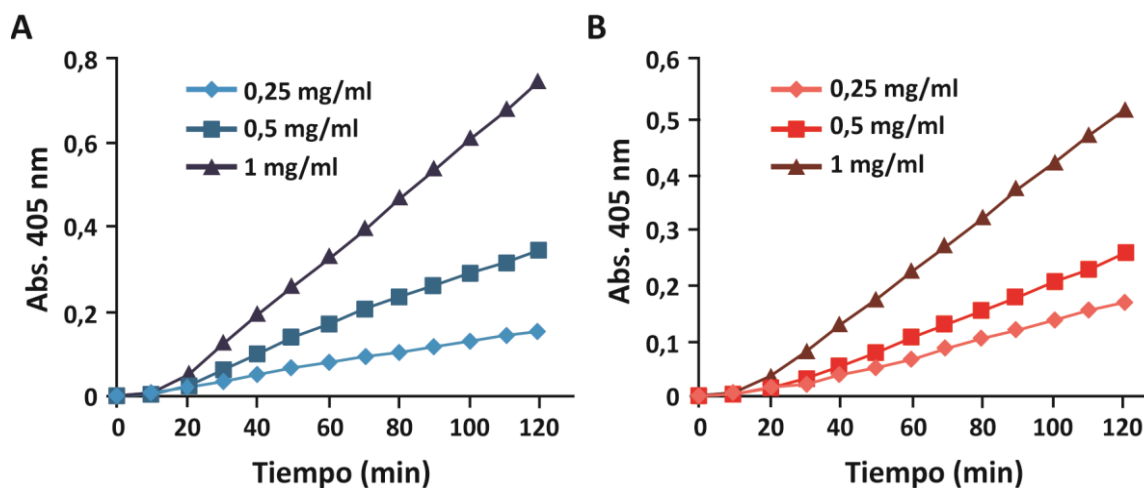 A
0,8
0,6
0,4
0,2
0
Abs. 405 nm
0,25 mg/ml
0,5 mg/ml
1 mg/ml
0 20 40 60 80 100 120
Tiempo (min)
B
0,6
0,5
0,4
0,3
0,2
0,1
0
Abs. 405 nm
0,25 mg/ml
0,5 mg/ml
1 mg/ml
0 20 40 60 80 100 120
Tiempo (min)